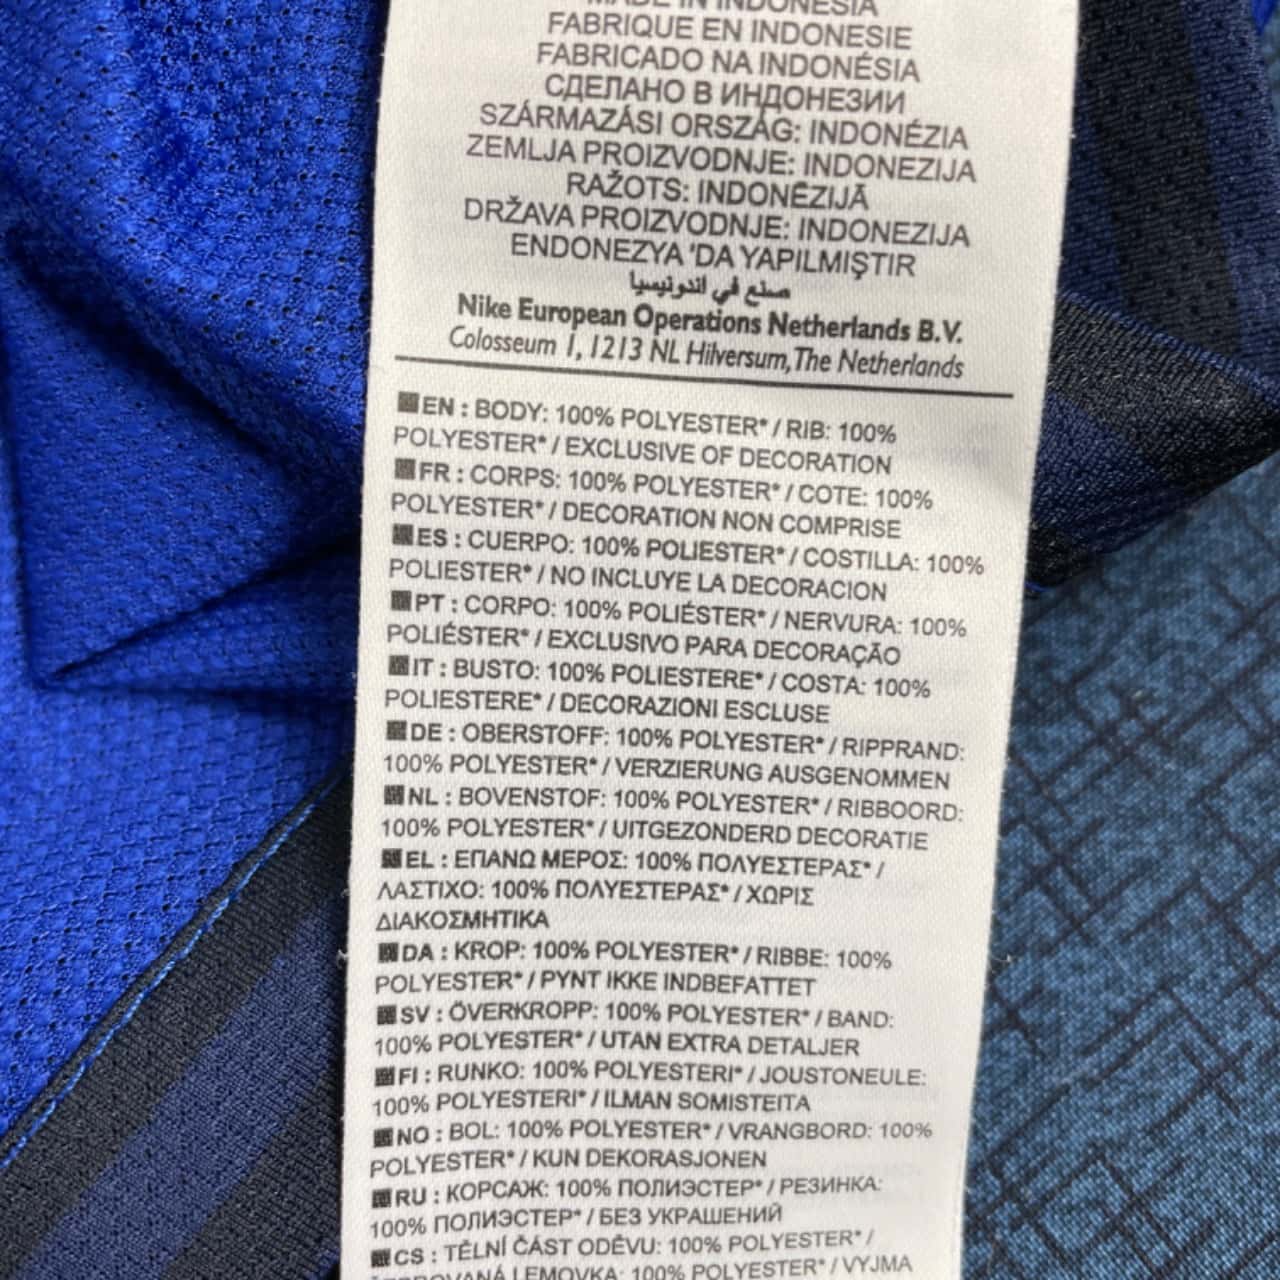 MADE IN INDONESIA
FABRIQUE EN INDONESIE
FABRICADO NA INDONÉSIA
СДЕЛАНО В ИНДОНЕЗИИ
SZÁRMAZÁSI ORSZÁG: INDONÉZIA
ZEMLJA PROIZVODNJE: INDONEZIJA
RAŽOTS: INDONĒZIJĀ
DRŽAVA PROIZVODNJE: INDONEZIJA
ENDONEZYA 'DA YAPILMIŞTIR
صنع في اندونيسيا
Nike European Operations Netherlands B.V.
Colosseum 1, 1213 NL Hilversum, The Netherlands
EN : BODY: 100% POLYESTER* / RIB: 100%
POLYESTER* / EXCLUSIVE OF DECORATION
FR : CORPS: 100% POLYESTER* / COTE: 100%
POLYESTER* / DECORATION NON COMPRISE
ES : CUERPO: 100% POLIESTER* / COSTILLA: 100%
POLIESTER* / NO INCLUYE LA DECORACION
PT : CORPO: 100% POLIÉSTER* / NERVURA: 100%
POLIÉSTER* / EXCLUSIVO PARA DECORAÇÃO
IT : BUSTO: 100% POLIESTERE* / COSTA: 100%
POLIESTERE* / DECORAZIONI ESCLUSE
DE : OBERSTOFF: 100% POLYESTER* / RIPPRAND:
100% POLYESTER* / VERZIERUNG AUSGENOMMEN
NL : BOVENSTOF: 100% POLYESTER* / RIBBOORD:
100% POLYESTER* / UITGEZONDERD DECORATIE
EL : ΕΠΑΝΩ ΜΕΡΟΣ: 100% ΠΟΛΥΕΣΤΕΡΑΣ* /
ΛΑΣΤΙΧΟ: 100% ΠΟΛΥΕΣΤΕΡΑΣ* / ΧΩΡΙΣ
ΔΙΑΚΟΣΜΗΤΙΚΑ
DA : KROP: 100% POLYESTER* / RIBBE: 100%
POLYESTER* / PYNT IKKE INDBEFATTET
SV : ÖVERKROPP: 100% POLYESTER* / BAND:
100% POLYESTER* / UTAN EXTRA DETALJER
FI : RUNKO: 100% POLYESTERI* / JOUSTONEULE:
100% POLYESTERI* / ILMAN SOMISTEITA
NO : BOL: 100% POLYESTER* / VRANGBORD: 100%
POLYESTER* / KUN DEKORASJONEN
RU : КОРСАЖ: 100% ПОЛИЭСТЕР* / РЕЗИНКА:
100% ПОЛИЭСТЕР* / БЕЗ УКРАШЕНИЙ
CS : TĚLNÍ ČÁST ODĚVU: 100% POLYESTER* /
LEMOVKA: 100% POLYESTER* / VYJMA